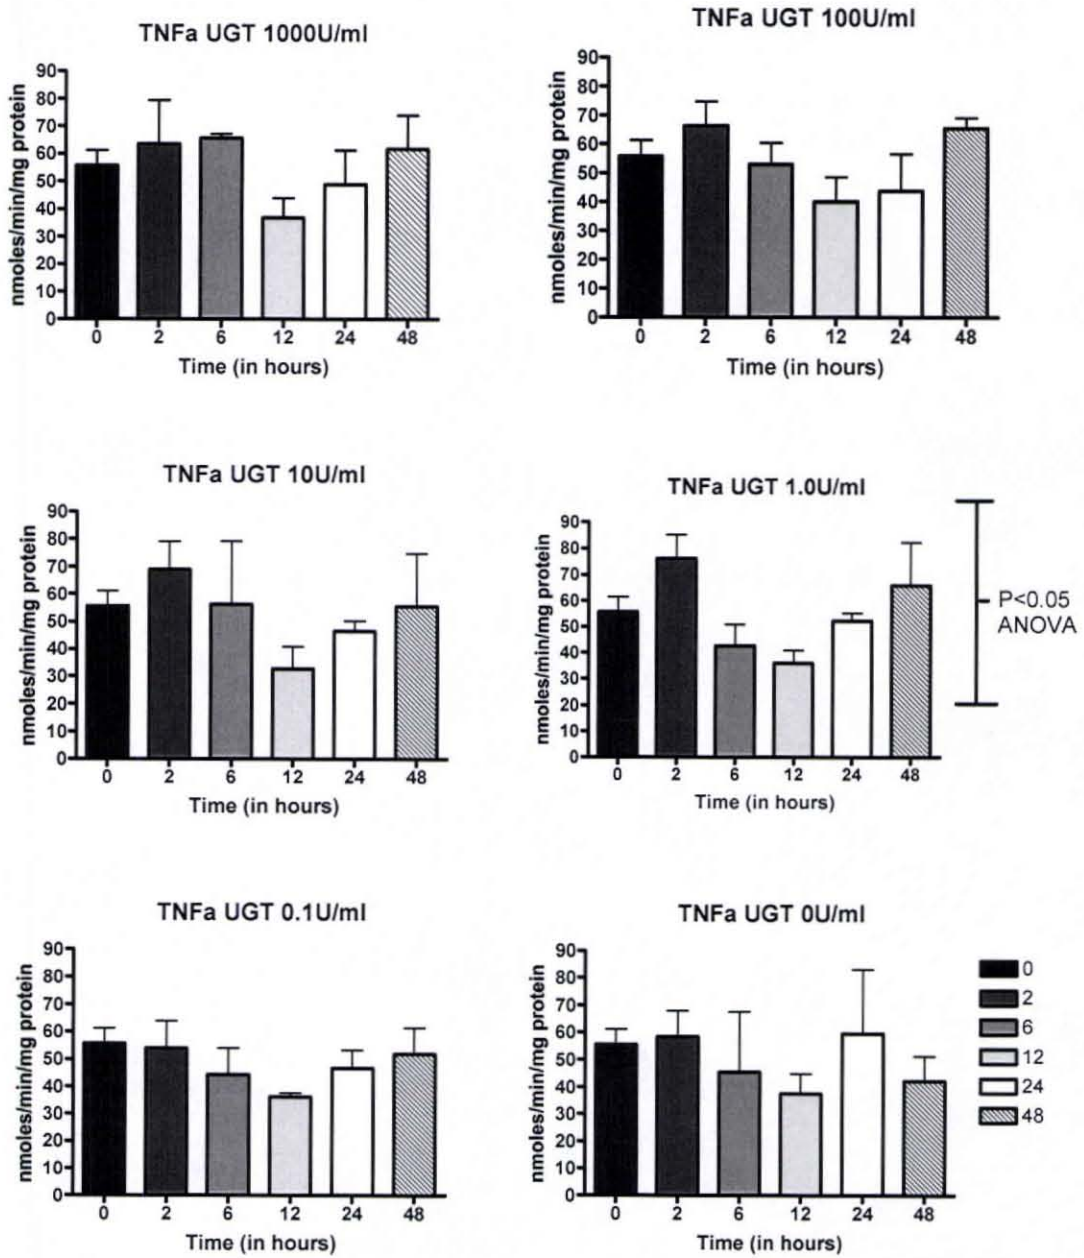 TNFa UGT 1000U/ml
nmoles/min/mg protein
90
80
70
60
50
40
30
20
10
0
0 2 6 12 24 48
Time (in hours)
TNFa UGT 100U/ml
nmoles/min/mg protein
90
80
70
60
50
40
30
20
10
0
0 2 6 12 24 48
Time (in hours)
TNFa UGT 10U/ml
nmoles/min/mg protein
90
80
70
60
50
40
30
20
10
0
0 2 6 12 24 48
Time (in hours)
TNFa UGT 1.0U/ml
nmoles/min/mg protein
90
80
70
60
50
40
30
20
10
0
0 2 6 12 24 48
Time (in hours)
P<0.05
ANOVA
TNFa UGT 0.1U/ml
nmoles/min/mg protein
90
80
70
60
50
40
30
20
10
0
0 2 6 12 24 48
Time (in hours)
TNFa UGT 0U/ml
nmoles/min/mg protein
90
80
70
60
50
40
30
20
10
0
0 2 6 12 24 48
Time (in hours)
0
2
6
12
24
48